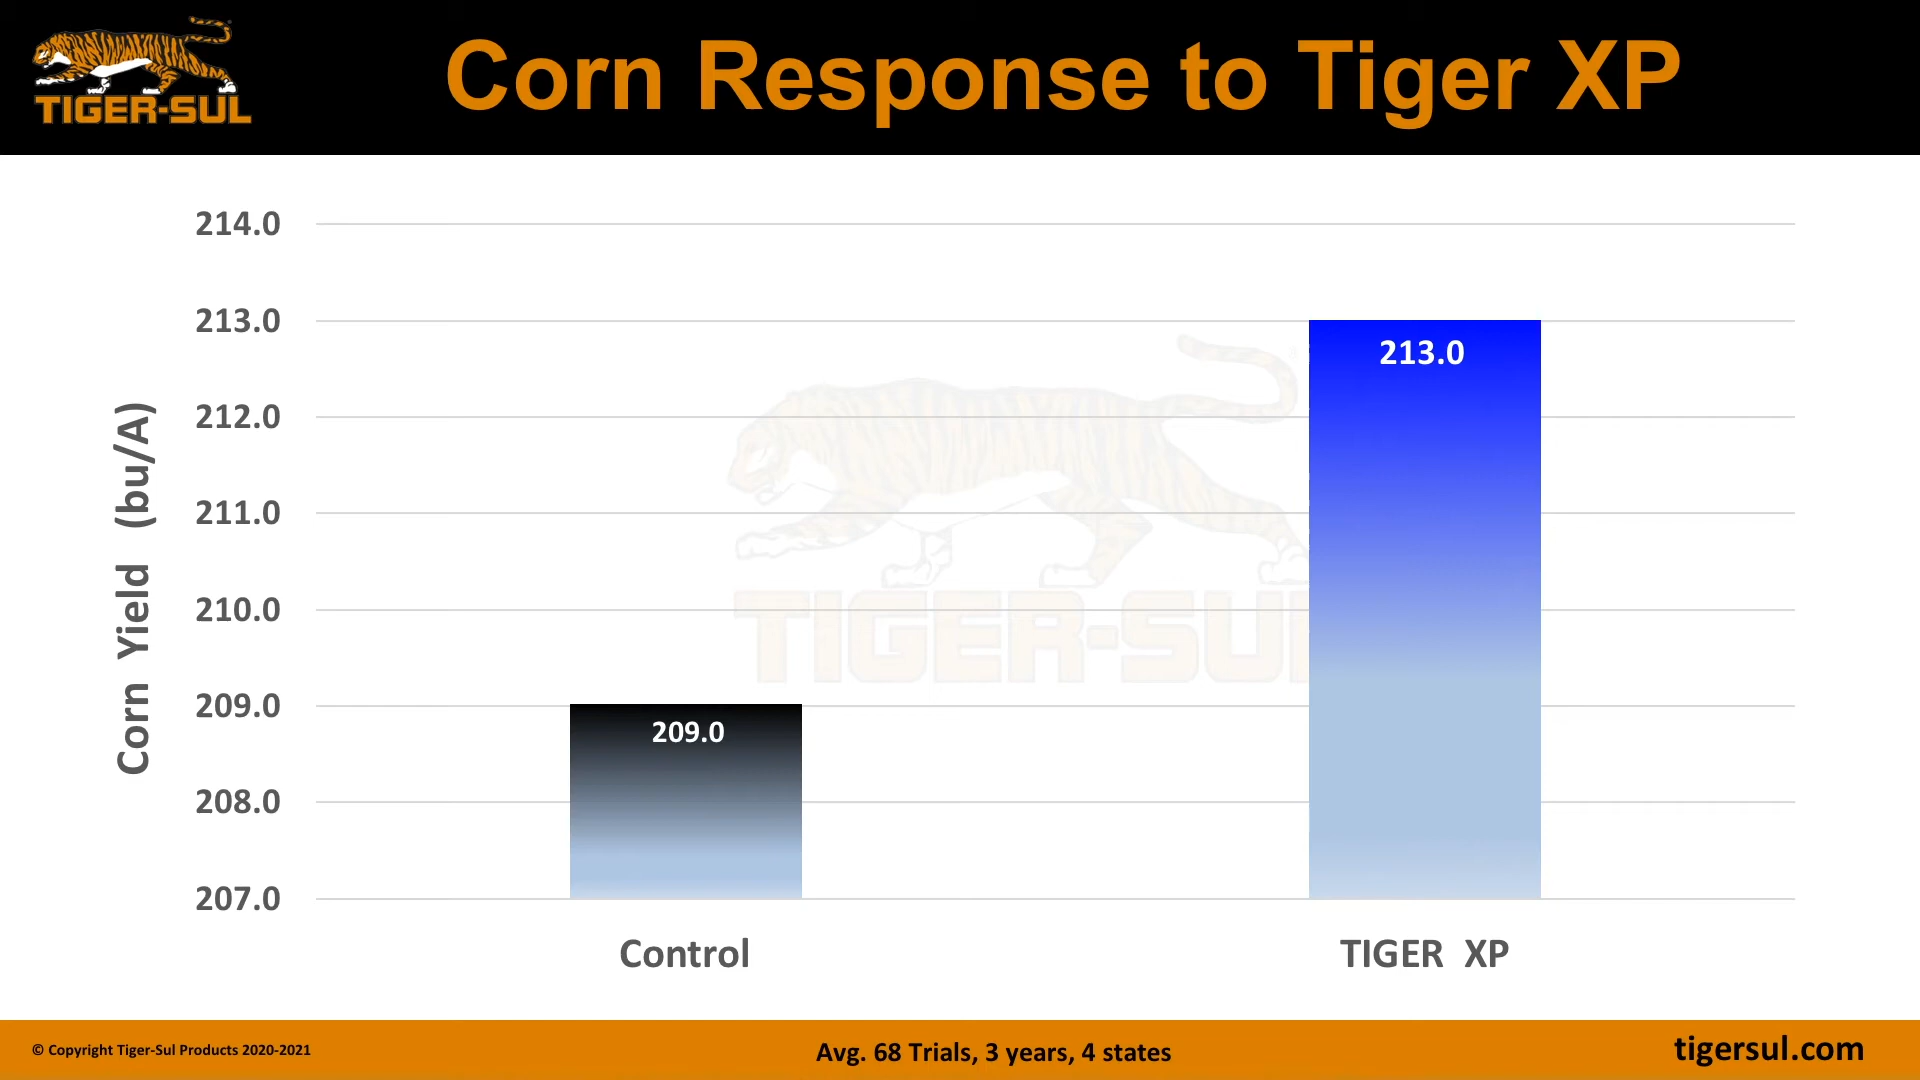 TIGER-SUL
Corn Response to Tiger XP
214.0
213.0
212.0
211.0
210.0
209.0
208.0
207.0
Corn Yield (bu/A)
213.0
209.0
TIGER-SUL
Control
TIGER XP
© Copyright Tiger-Sul Products 2020-2021
Avg. 68 Trials, 3 years, 4 states
tigersul.com